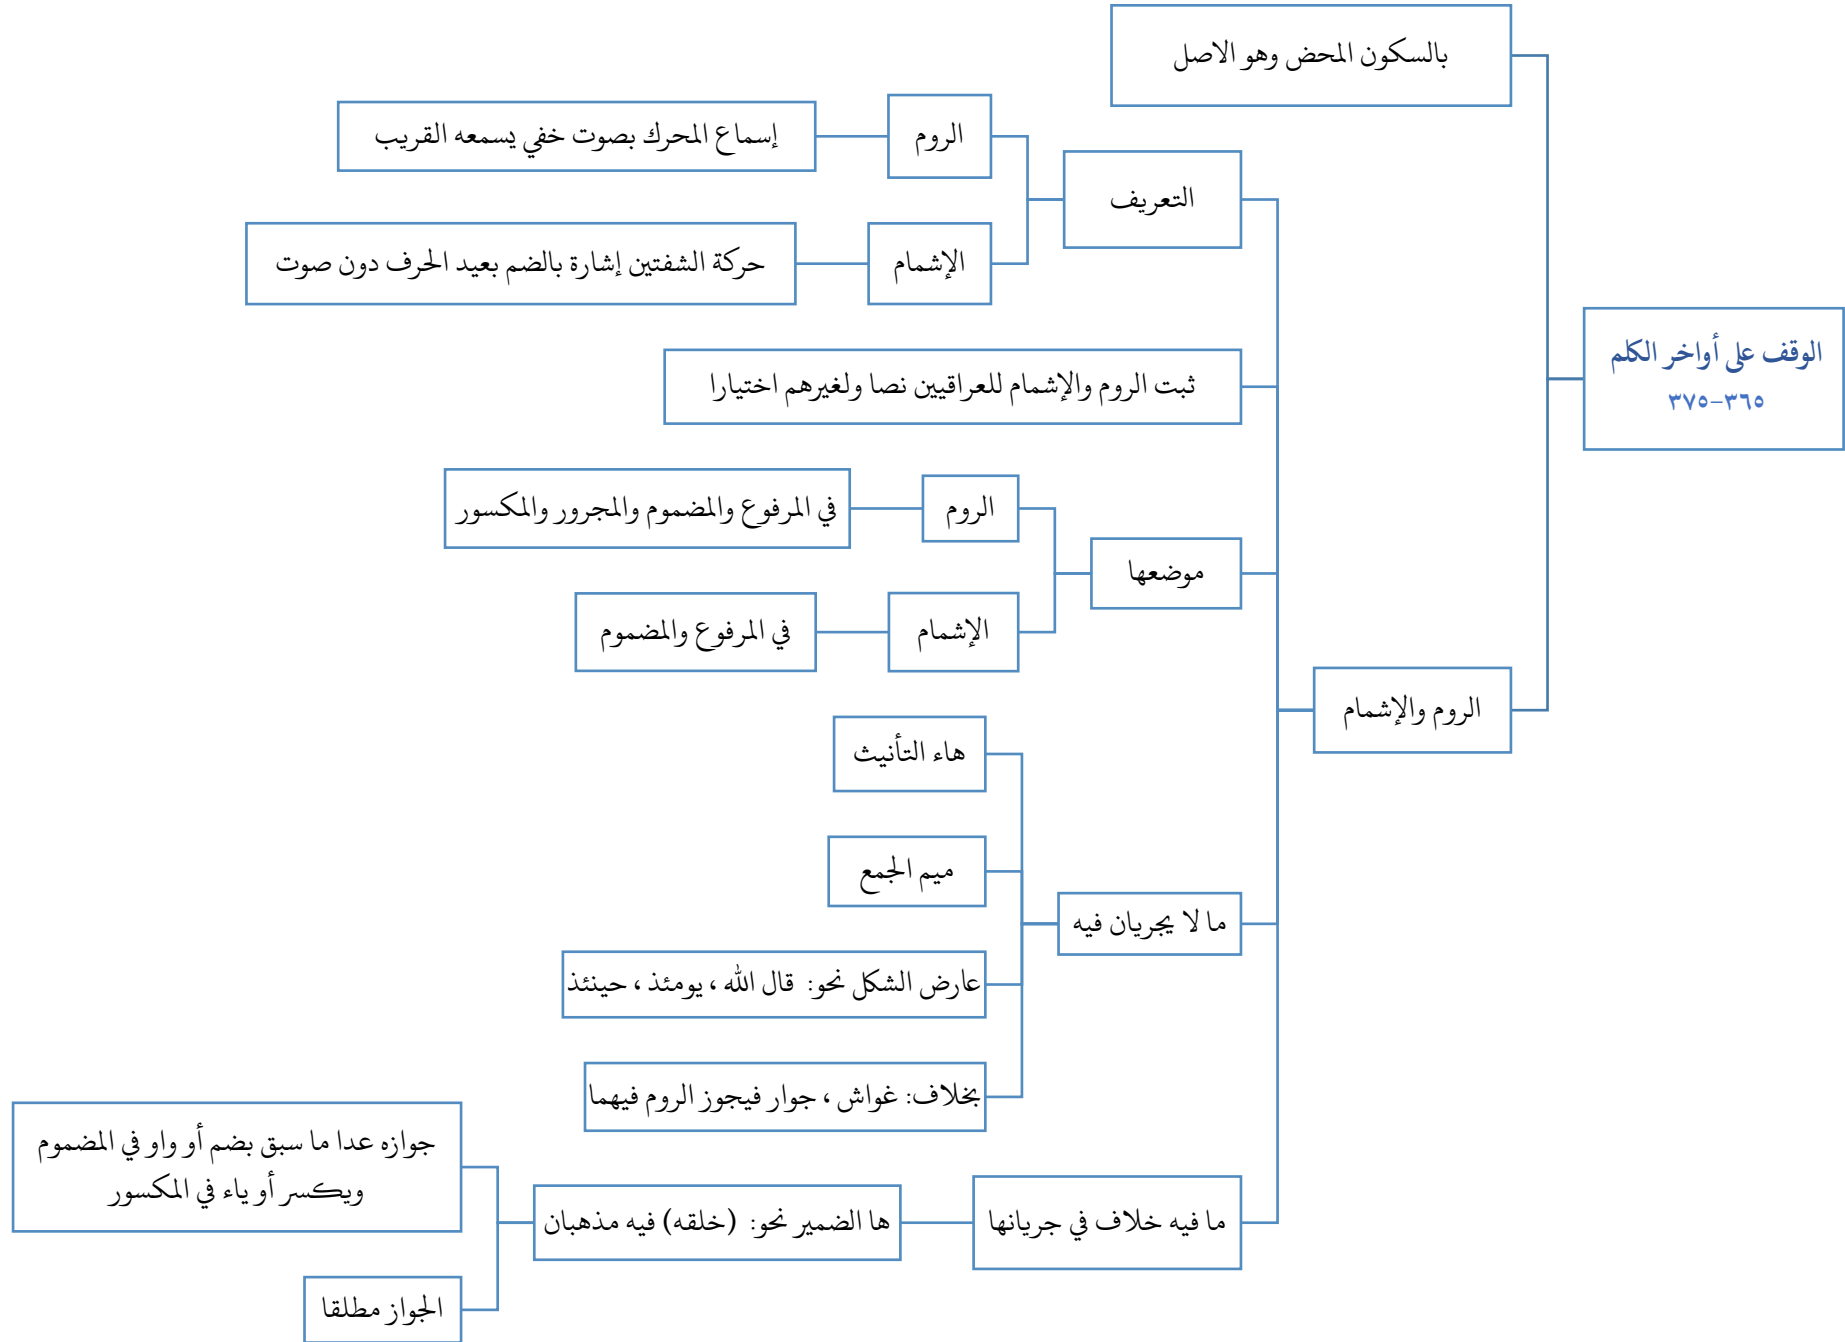 الوقف على أواخر الكلم
٣٦٥-٣٧٥
بالسكون المحض وهو الاصل
الروم والإشمام
التعريف
الروم
إسماع المحرك بصوت خفي يسمعه القريب
الإشمام
حركة الشفتين إشارة بالضم بعيد الحرف دون صوت
ثبت الروم والإشمام للعراقيين نصا ولغيرهم اختيارا
موضعها
الروم
في المرفوع والمضموم والمجرور والمكسور
الإشمام
في المرفوع والمضموم
ما لا يجريان فيه
هاء التأنيث
ميم الجمع
عارض الشكل نحو: قال الله ، يومئذ ، حينئذ
بخلاف: غواش ، جوار فيجوز الروم فيهما
ما فيه خلاف في جريانها
ها الضمير نحو: (خلقه) فيه مذهبان
جوازه عدا ما سبق بضم أو واو في المضموم
ويكسر أو ياء في المكسور
الجواز مطلقا